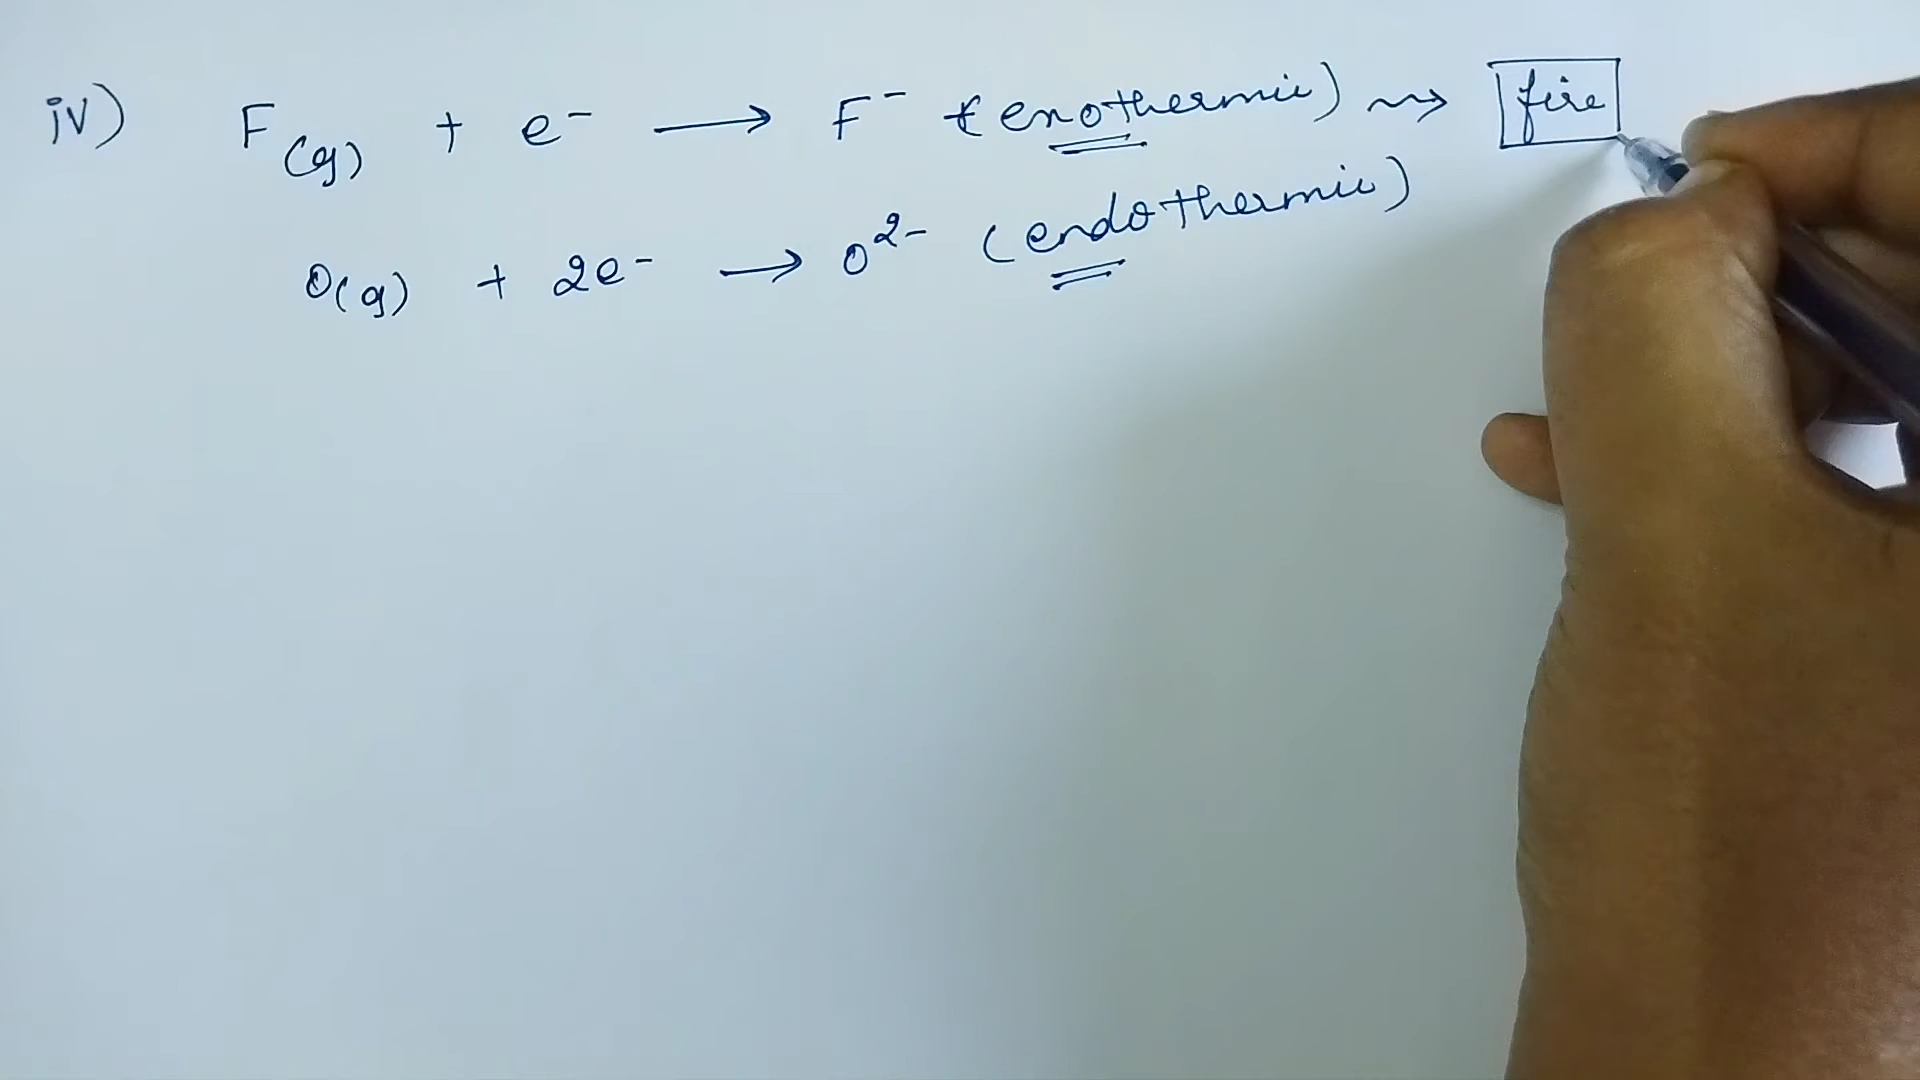 iv) F(g) + e⁻ ⟶ F⁻ (exothermic) ⇝ fire
O(g) + 2e⁻ → O²⁻ (endothermic)